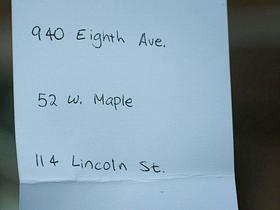 940 Eighth Ave.
52 W. Maple
114 Lincoln St.